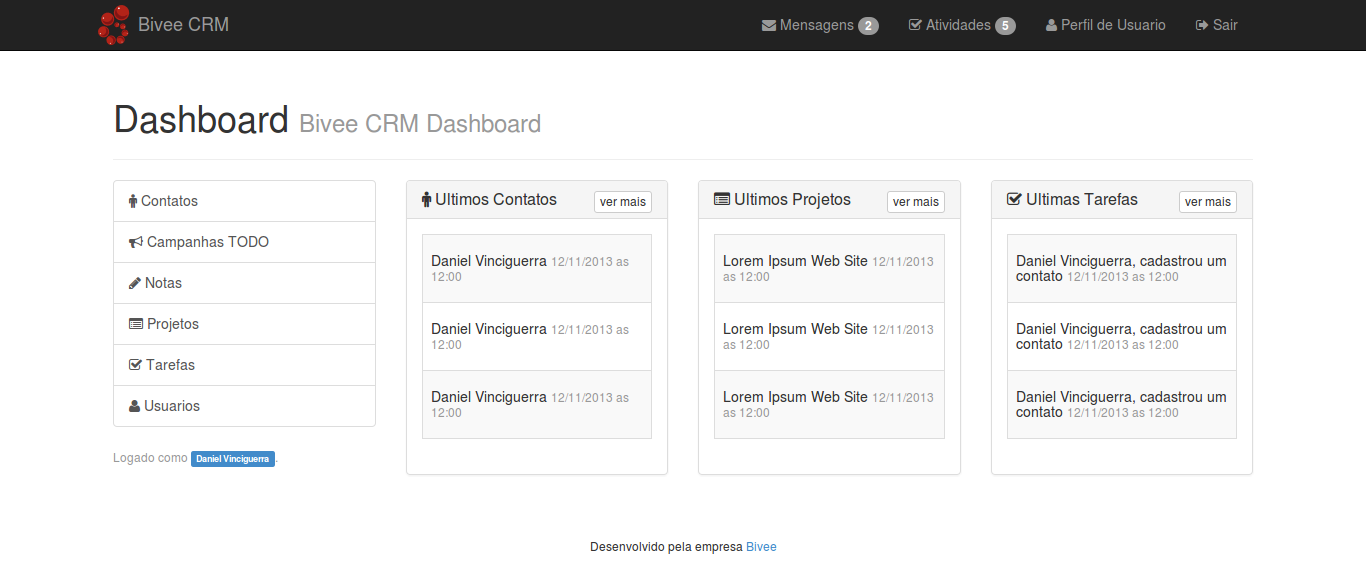 Bivee CRM
Mensagens 2
Atividades 5
Perfil de Usuario
Sair
Dashboard Bivee CRM Dashboard
Contatos
Campanhas TODO
Notas
Projetos
Tarefas
Usuarios
Logado como Daniel Vinciguerra.
Ultimos Contatos
ver mais
Daniel Vinciguerra 12/11/2013 as
12:00
Daniel Vinciguerra 12/11/2013 as
12:00
Daniel Vinciguerra 12/11/2013 as
12:00
Ultimos Projetos
ver mais
Lorem Ipsum Web Site 12/11/2013
as 12:00
Lorem Ipsum Web Site 12/11/2013
as 12:00
Lorem Ipsum Web Site 12/11/2013
as 12:00
Ultimas Tarefas
ver mais
Daniel Vinciguerra, cadastrou um
contato 12/11/2013 as 12:00
Daniel Vinciguerra, cadastrou um
contato 12/11/2013 as 12:00
Daniel Vinciguerra, cadastrou um
contato 12/11/2013 as 12:00
Desenvolvido pela empresa Bivee